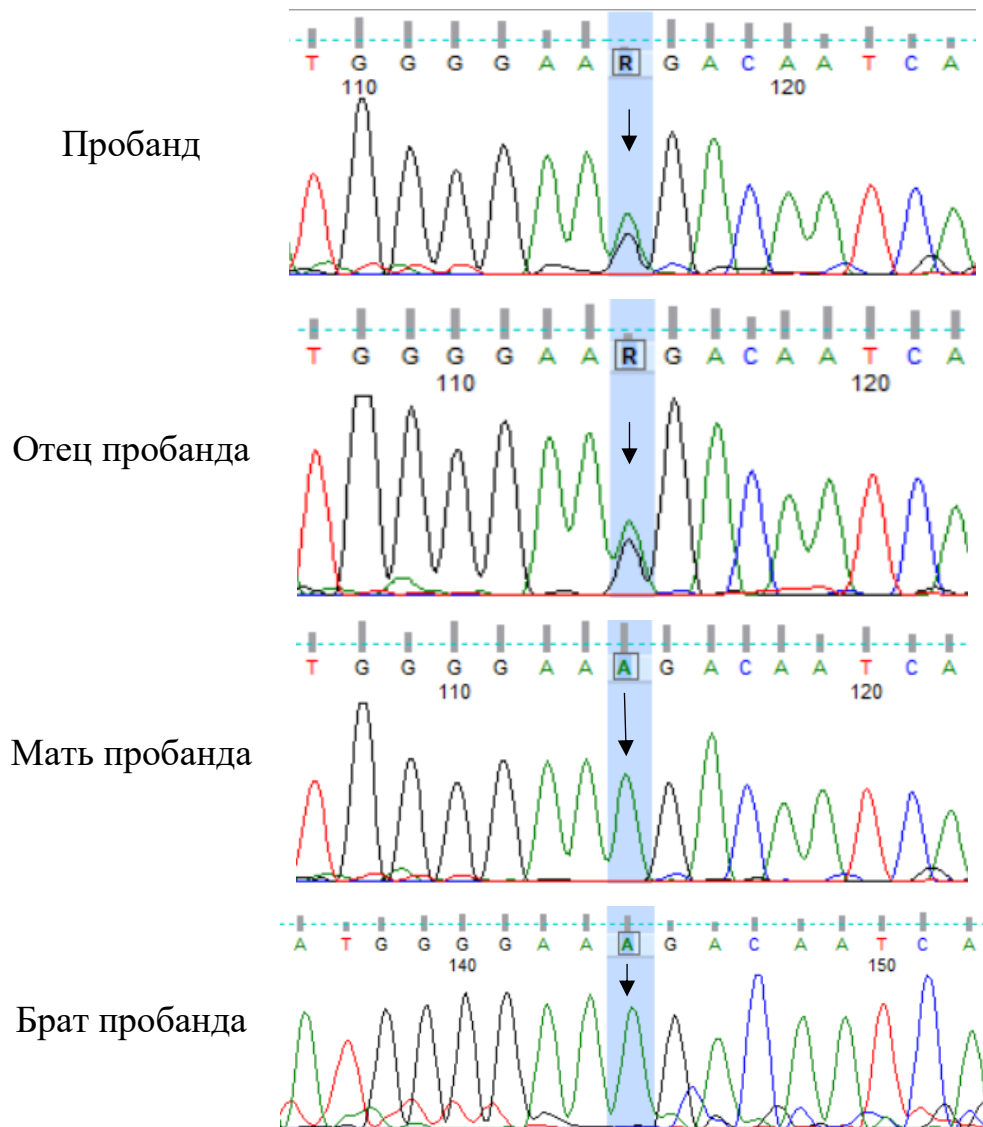 T G G G G A A R G A C A A T C A
110 120
Пробанд
T G G G G A A R G A C A A T C A
110 120
Отец пробанда
T G G G G A A A G A C A A T C A
110 120
Мать пробанда
A T G G G G A A A G A C A A T C A
140 150
Брат пробанда